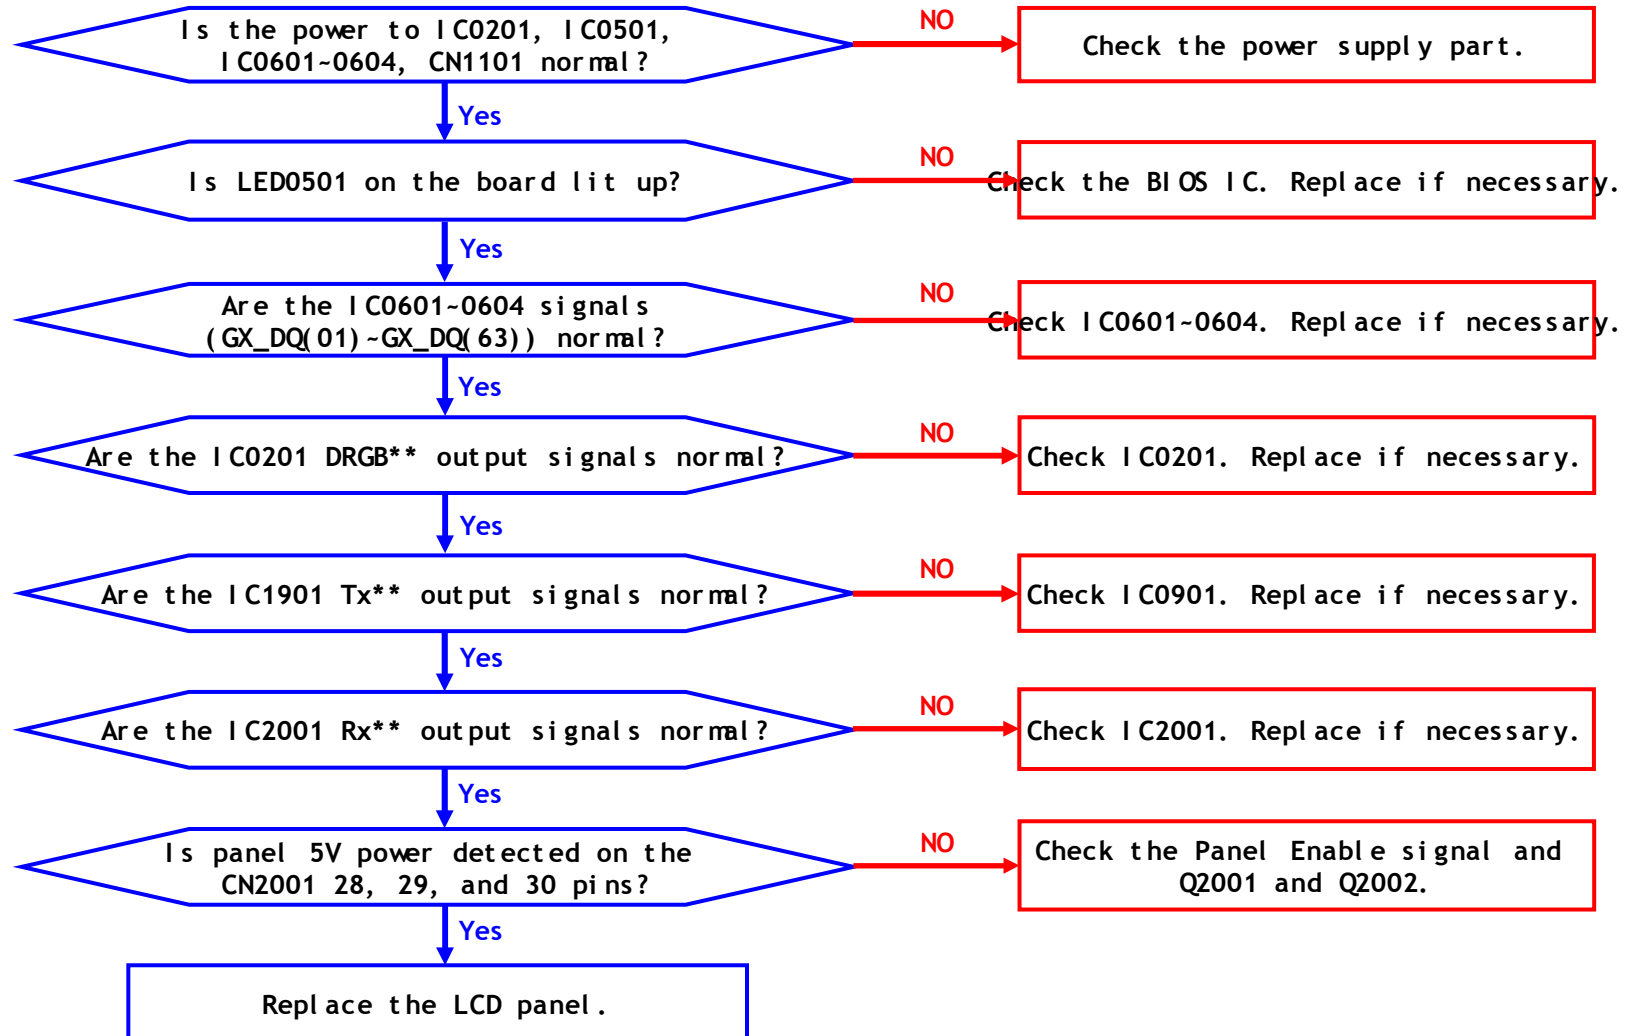 Is the power to IC0201, IC0501,
IC0601~0604, CN1101 normal?
NO
Check the power supply part.
Yes
Is LED0501 on the board lit up?
NO
Check the BIOS IC. Replace if necessary.
Yes
Are the IC0601~0604 signals
(GX_DQ(01)~GX_DQ(63)) normal?
NO
Check IC0601~0604. Replace if necessary.
Yes
Are the IC0201 DRGB** output signals normal?
NO
Check IC0201. Replace if necessary.
Yes
Are the IC1901 Tx** output signals normal?
NO
Check IC0901. Replace if necessary.
Yes
Are the IC2001 Rx** output signals normal?
NO
Check IC2001. Replace if necessary.
Yes
Is panel 5V power detected on the
CN2001 28, 29, and 30 pins?
NO
Check the Panel Enable signal and
Q2001 and Q2002.
Yes
Replace the LCD panel.